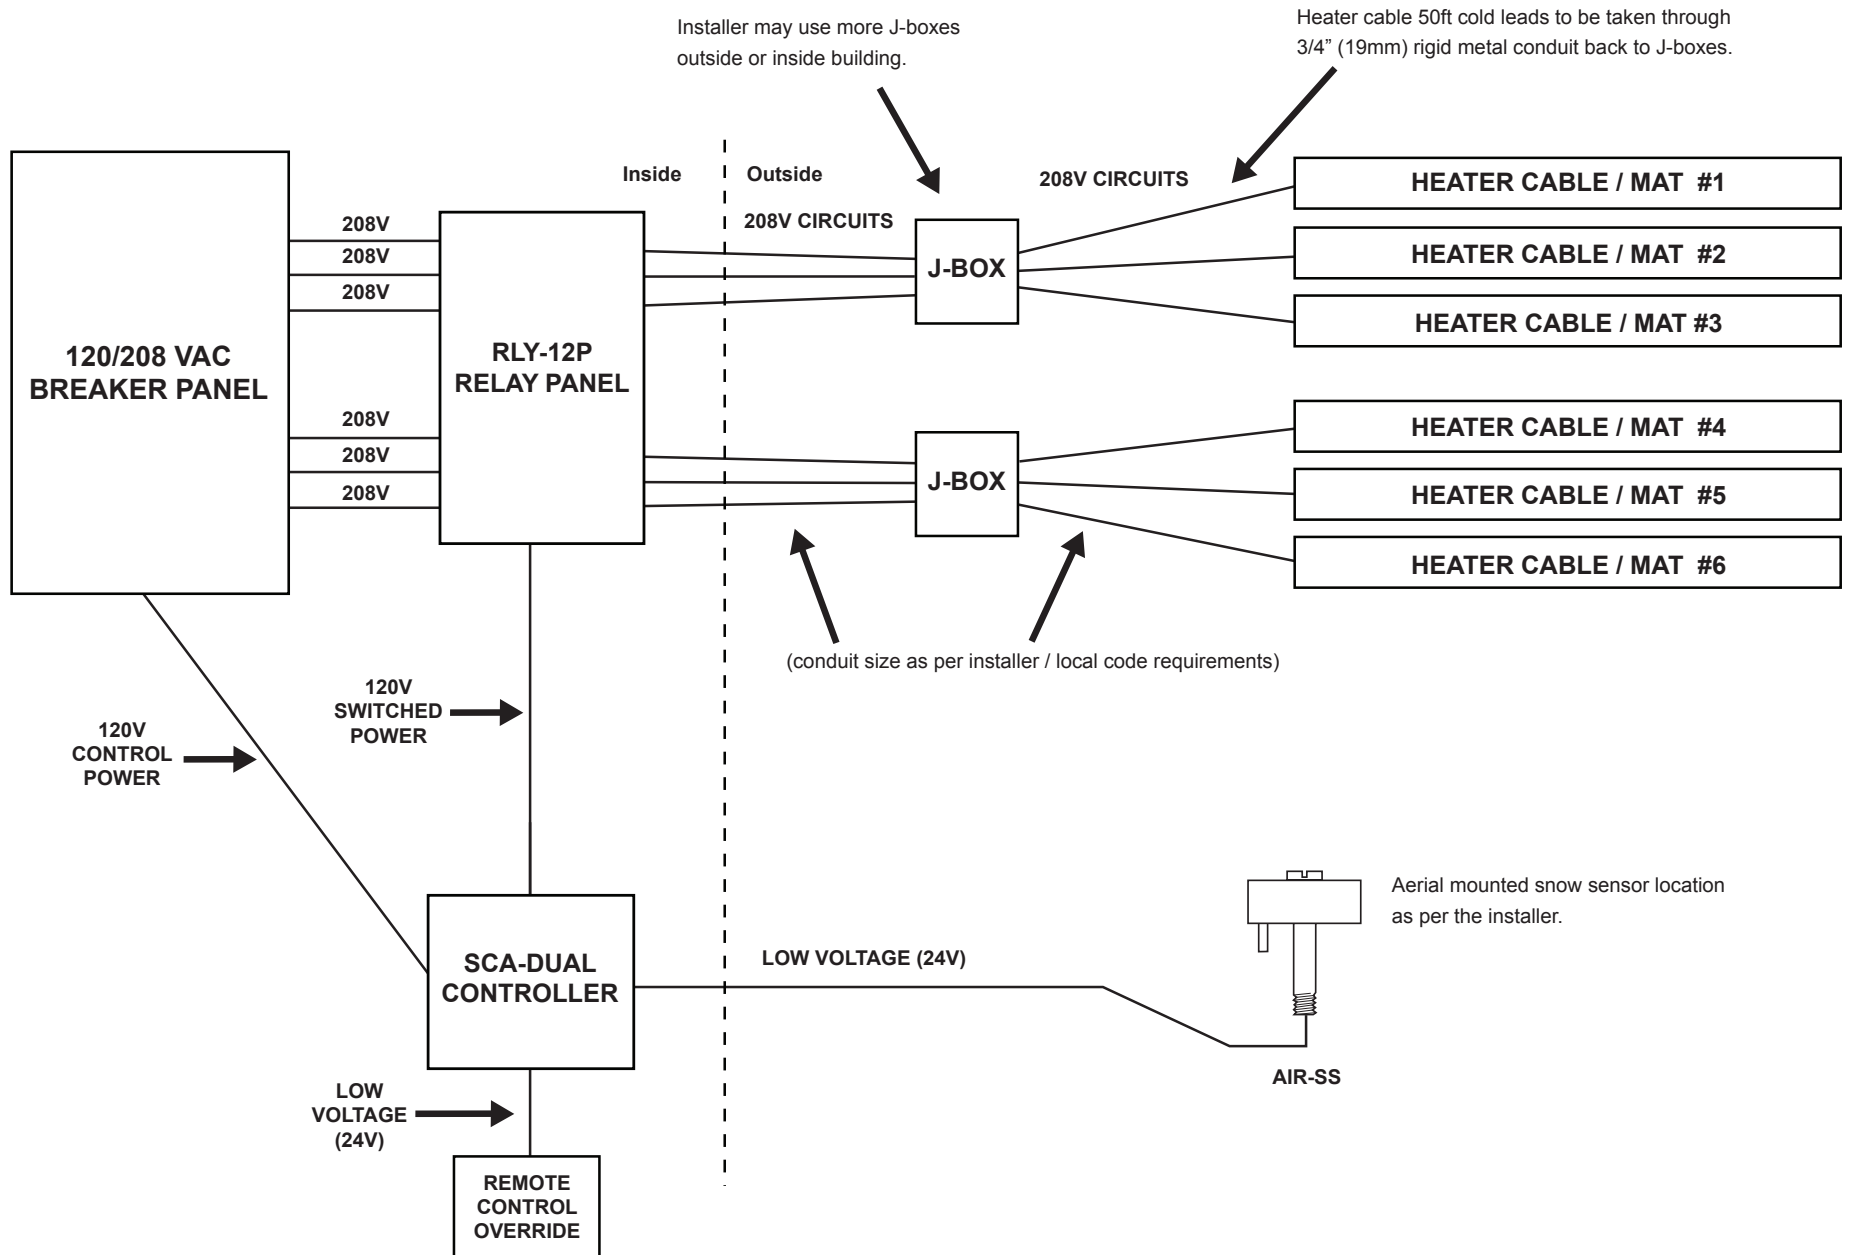 Installer may use more J-boxes
outside or inside building.
Heater cable 50ft cold leads to be taken through
3/4” (19mm) rigid metal conduit back to J-boxes.
Inside
Outside
208V CIRCUITS
208V CIRCUITS
120/208 VAC
BREAKER PANEL
208V
208V
208V
208V
208V
208V
RLY-12P
RELAY PANEL
J-BOX
J-BOX
HEATER CABLE / MAT #1
HEATER CABLE / MAT #2
HEATER CABLE / MAT #3
HEATER CABLE / MAT #4
HEATER CABLE / MAT #5
HEATER CABLE / MAT #6
(conduit size as per installer / local code requirements)
120V
SWITCHED
POWER
120V
CONTROL
POWER
SCA-DUAL
CONTROLLER
LOW VOLTAGE (24V)
Aerial mounted snow sensor location
as per the installer.
AIR-SS
LOW
VOLTAGE
(24V)
REMOTE
CONTROL
OVERRIDE